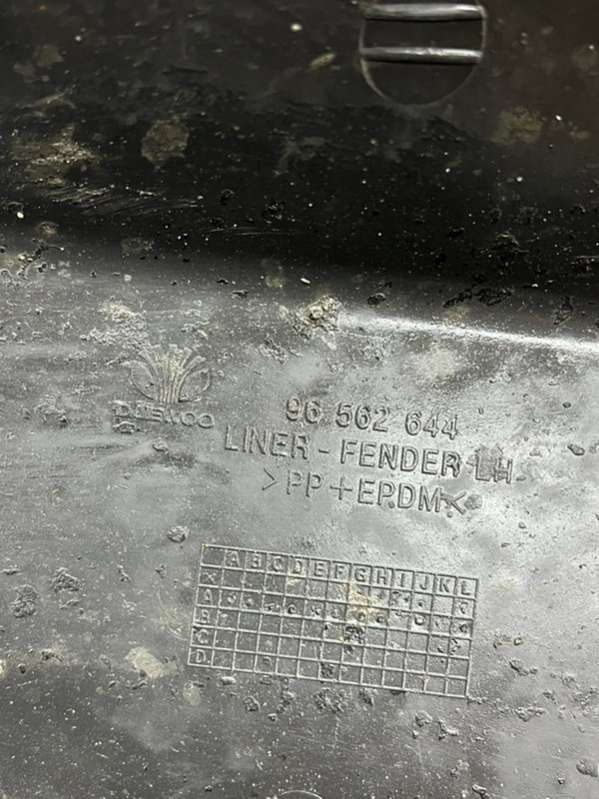 DAEWOO
96 562 644
LINER - FENDER LH
>PP+EPDM<
A B C D E F G H I J K L
X
A
B
C
D